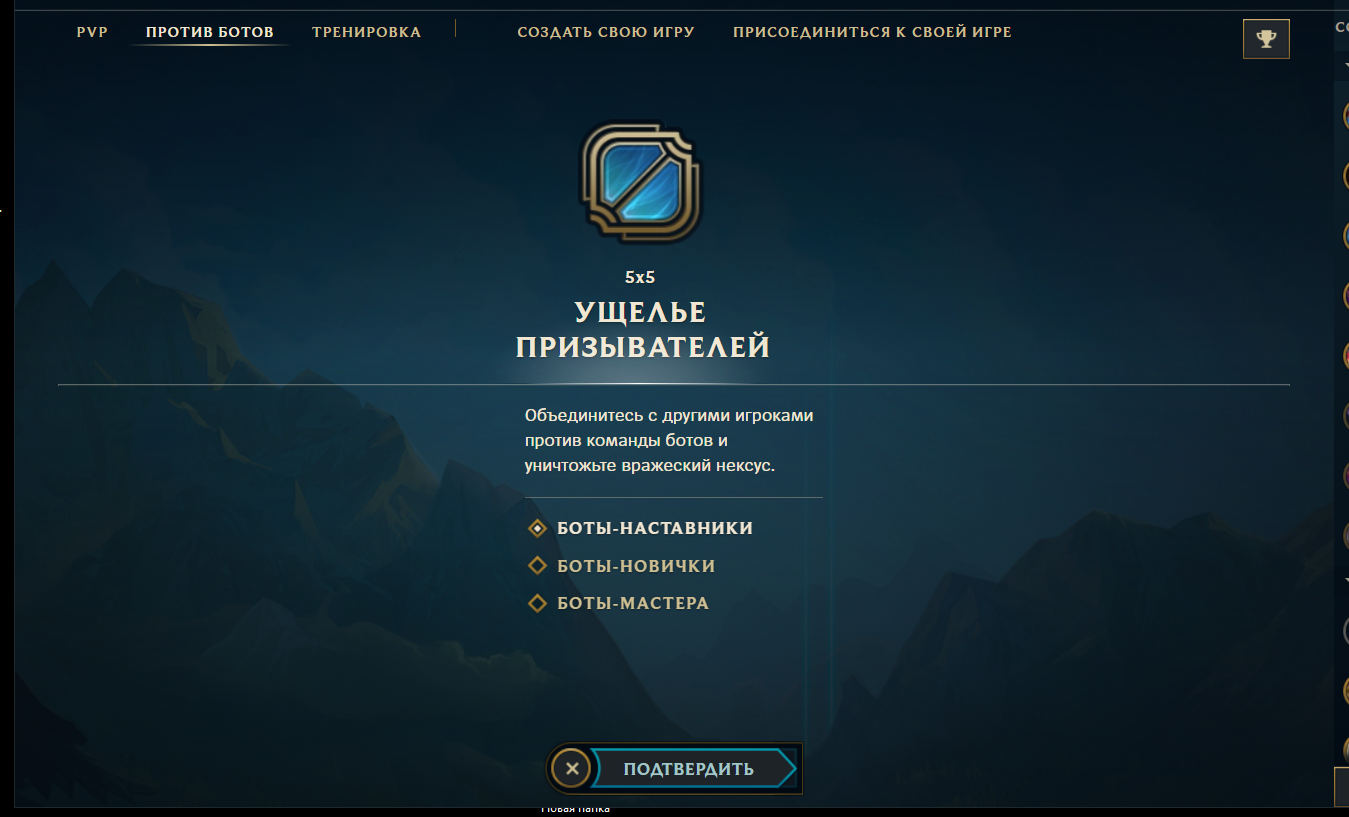 PVP
ПРОТИВ БОТОВ
ТРЕНИРОВКА
СОЗДАТЬ СВОЮ ИГРУ
ПРИСОЕДИНИТЬСЯ К СВОЕЙ ИГРЕ
5x5
УЩЕЛЬЕ
ПРИЗЫВАТЕЛЕЙ
Объединитесь с другими игроками
против команды ботов и
уничтожьте вражеский нексус.
БОТЫ-НАСТАВНИКИ
БОТЫ-НОВИЧКИ
БОТЫ-МАСТЕРА
ПОДТВЕРДИТЬ
Новая папка